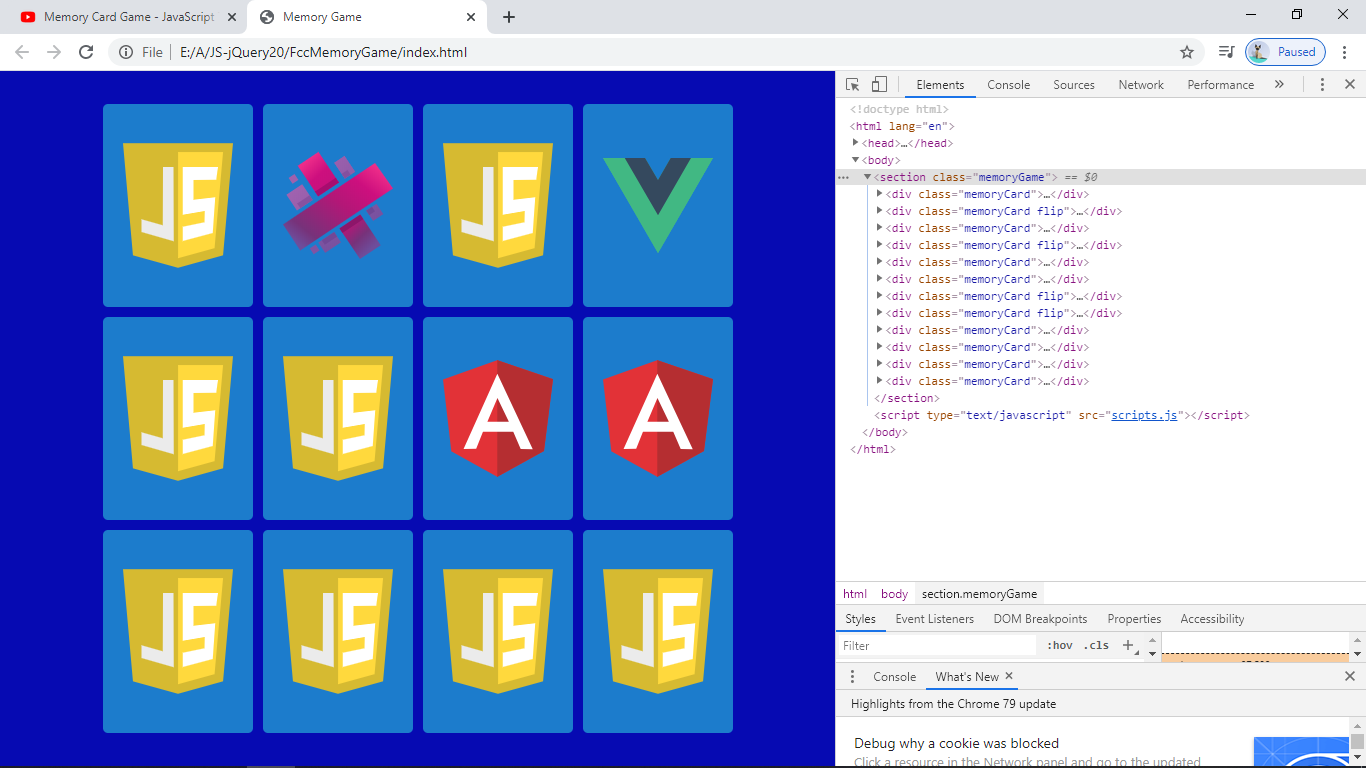 Memory Card Game - JavaScript
Memory Game
File
E:/A/JS-jQuery20/FccMemoryGame/index.html
Paused
JS
JS
JS
JS
A
A
JS
JS
JS
JS
Elements Console Sources Network Performance »
<!doctype html>
<html lang="en">
<head>…</head>
<body>
<section class="memoryGame"> == $0
<div class="memoryCard">…</div>
<div class="memoryCard flip">…</div>
<div class="memoryCard">…</div>
<div class="memoryCard flip">…</div>
<div class="memoryCard">…</div>
<div class="memoryCard">…</div>
<div class="memoryCard flip">…</div>
<div class="memoryCard flip">…</div>
<div class="memoryCard">…</div>
<div class="memoryCard">…</div>
<div class="memoryCard">…</div>
<div class="memoryCard">…</div>
</section>
<script type="text/javascript" src="scripts.js"></script>
</body>
</html>
html body section.memoryGame
Styles Event Listeners DOM Breakpoints Properties Accessibility
Filter :hov .cls +
Console What's New
Highlights from the Chrome 79 update
Debug why a cookie was blocked
Click a resource in the Network panel and go to the updated